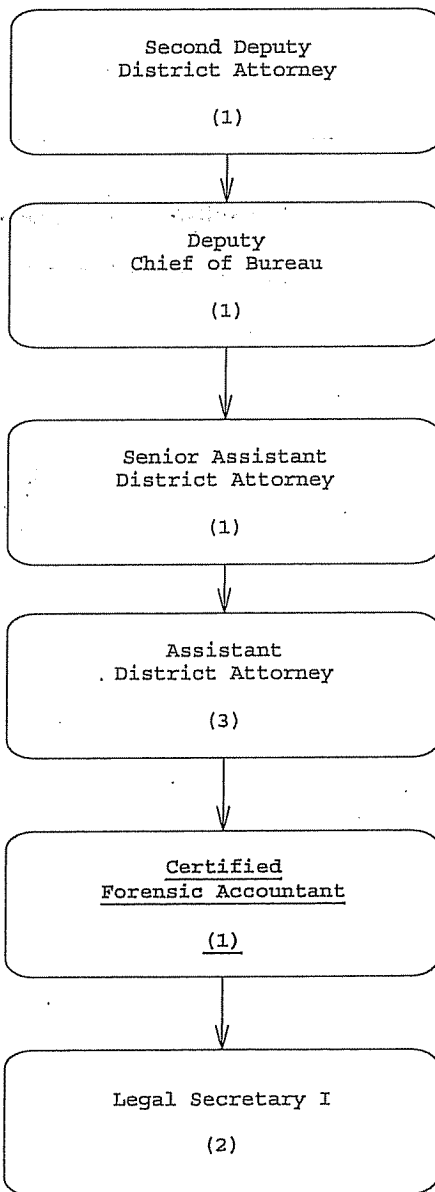 Second Deputy
District Attorney
(1)
Deputy
Chief of Bureau
(1)
Senior Assistant
District Attorney
(1)
Assistant
District Attorney
(3)
Certified
Forensic Accountant
(1)
Legal Secretary I
(2)